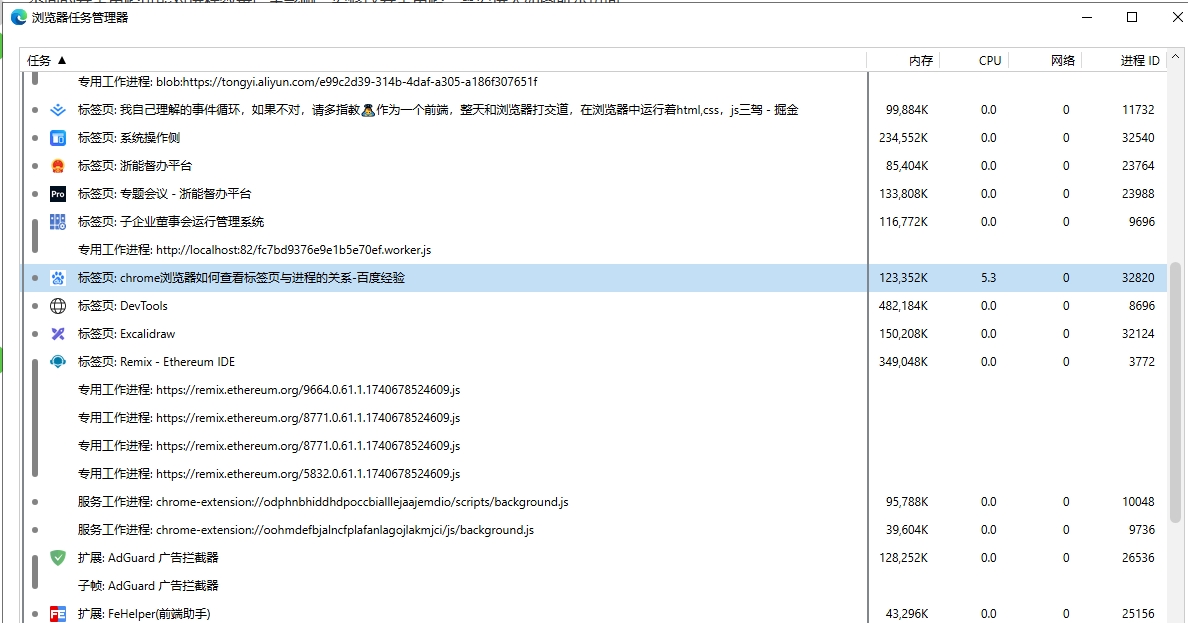 浏览器任务管理器
任务 ▲ 内存 CPU 网络 进程 ID
专用工作进程: blob:https://tongyi.aliyun.com/e99c2d39-314b-4daf-a305-a186f307651f
标签页: 我自己理解的事件循环，如果不对，请多指教作为一个前端，整天和浏览器打交道，在浏览器中运行着html,css，js三驾 - 掘金 99,884K 0.0 0 11732
标签页: 系统操作侧 234,552K 0.0 0 32540
标签页: 浙能督办平台 85,404K 0.0 0 23764
Pro 标签页: 专题会议 - 浙能督办平台 133,808K 0.0 0 23988
标签页: 子企业董事会运行管理系统 116,772K 0.0 0 9696
专用工作进程: http://localhost:82/fc7bd9376e9e1b5e70ef.worker.js
标签页: chrome浏览器如何查看标签页与进程的关系-百度经验 123,352K 5.3 0 32820
标签页: DevTools 482,184K 0.0 0 8696
标签页: Excalidraw 150,208K 0.0 0 32124
标签页: Remix - Ethereum IDE 349,048K 0.0 0 3772
专用工作进程: https://remix.ethereum.org/9664.0.61.1.1740678524609.js
专用工作进程: https://remix.ethereum.org/8771.0.61.1.1740678524609.js
专用工作进程: https://remix.ethereum.org/8771.0.61.1.1740678524609.js
专用工作进程: https://remix.ethereum.org/5832.0.61.1.1740678524609.js
服务工作进程: chrome-extension://odphnbhiddhdpoccbialllejaajemdio/scripts/background.js 95,788K 0.0 0 10048
服务工作进程: chrome-extension://oohmdefbjalncfplafanlagojlakmjci/js/background.js 39,604K 0.0 0 9736
扩展: AdGuard 广告拦截器 128,252K 0.0 0 26536
子帧: AdGuard 广告拦截器
FE 扩展: FeHelper(前端助手) 43,296K 0.0 0 25156